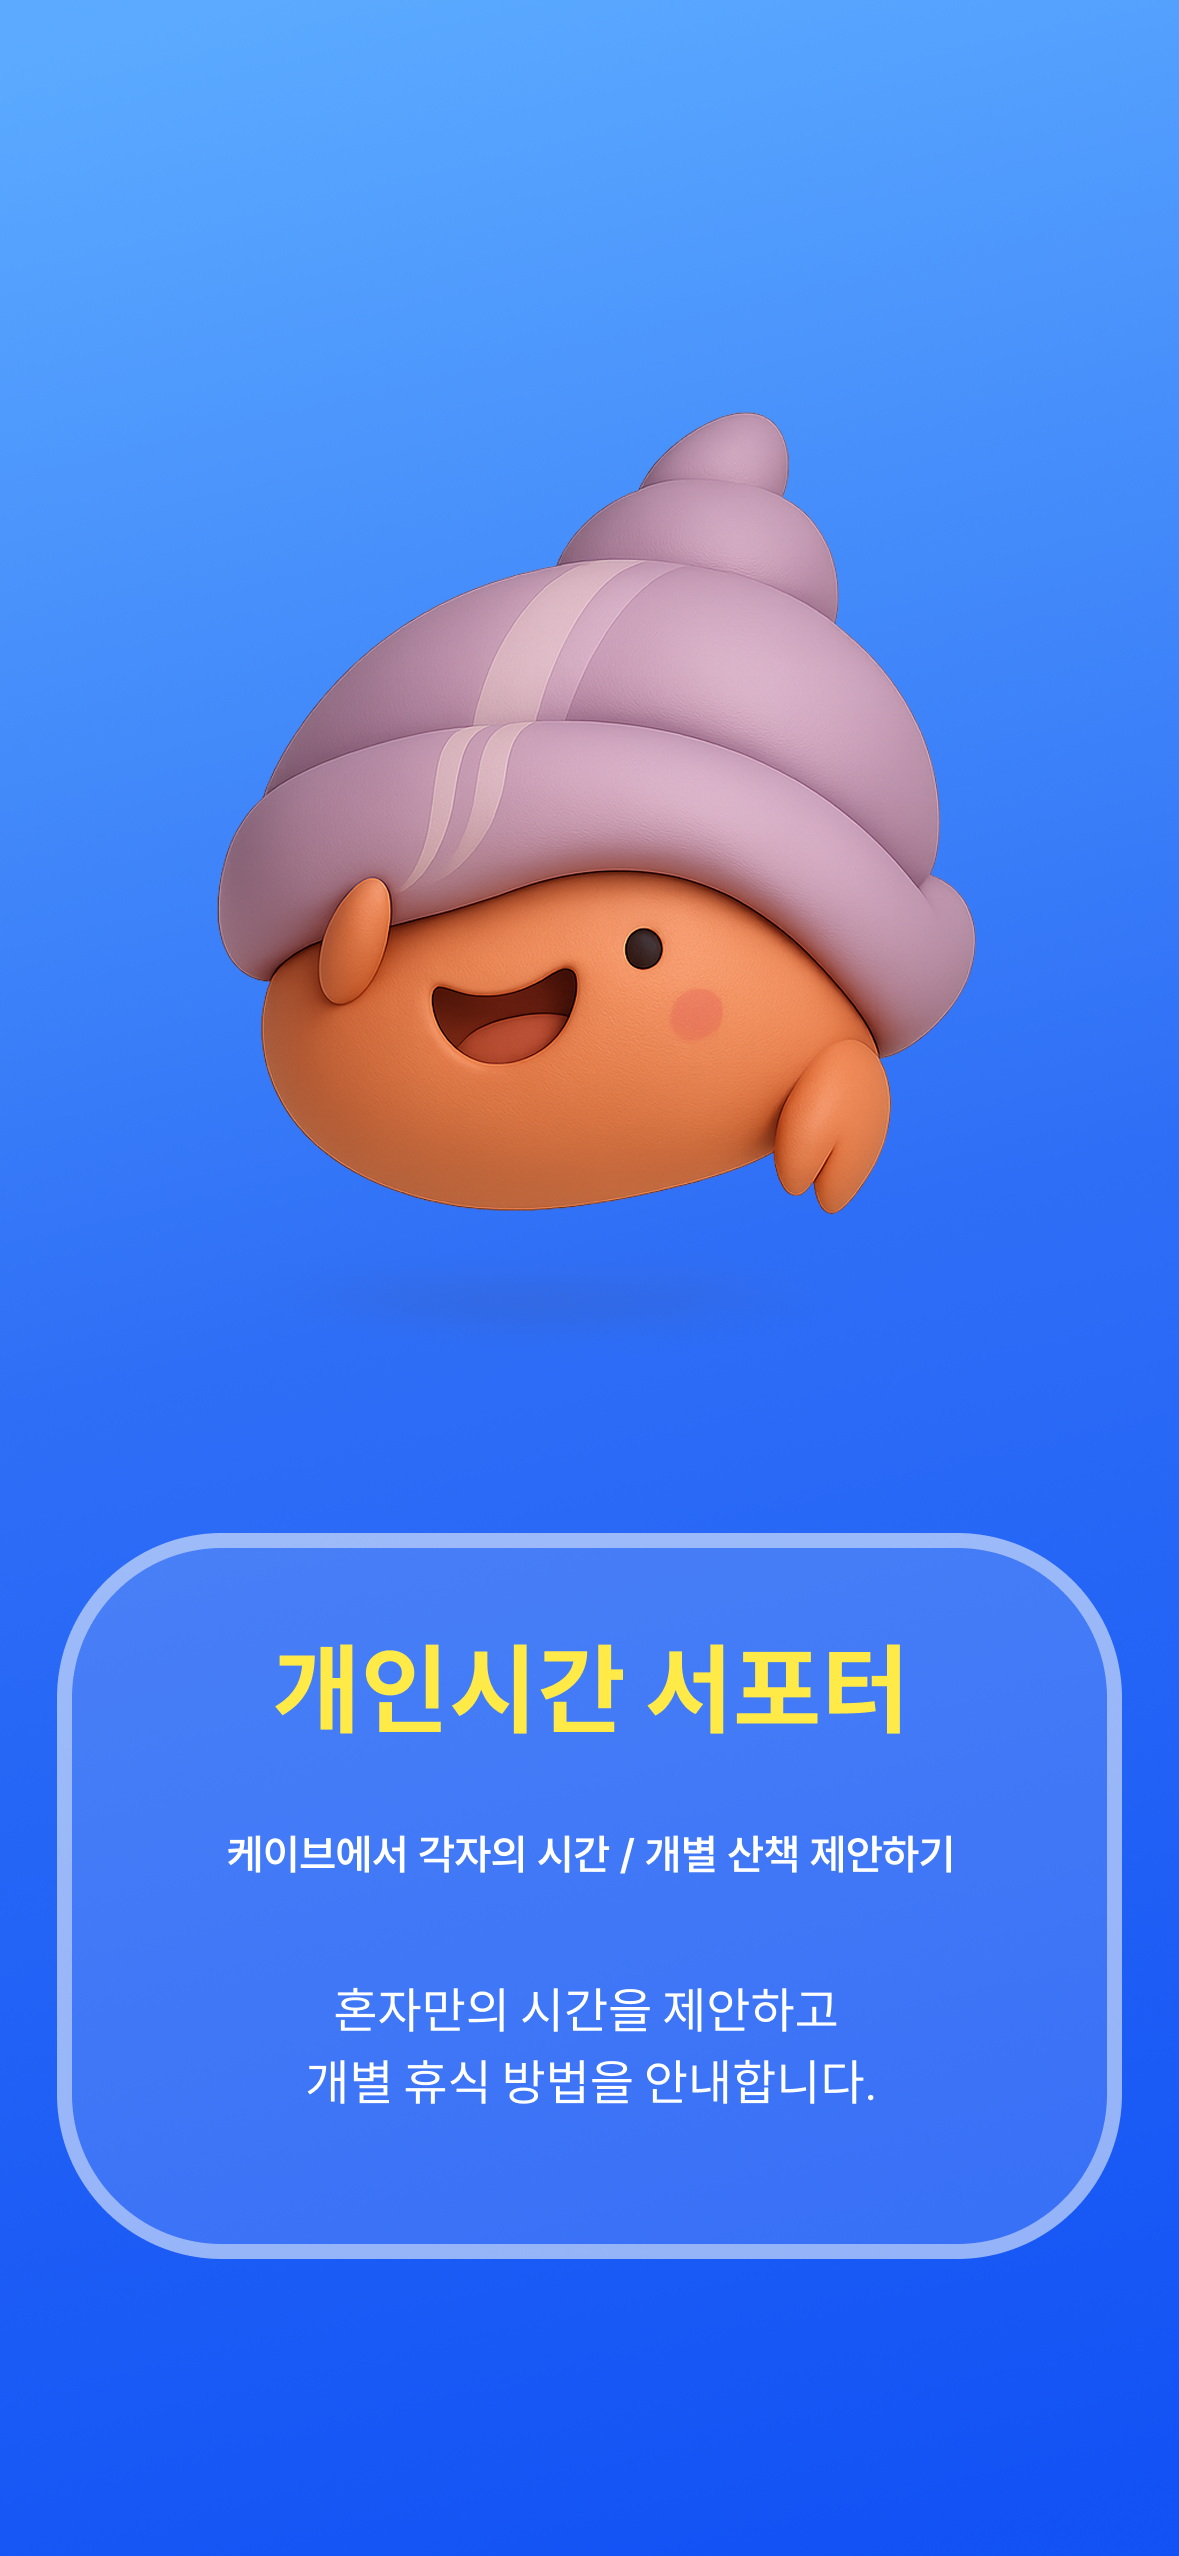 개인시간 서포터
케이브에서 각자의 시간 / 개별 산책 제안하기
혼자만의 시간을 제안하고
개별 휴식 방법을 안내합니다.